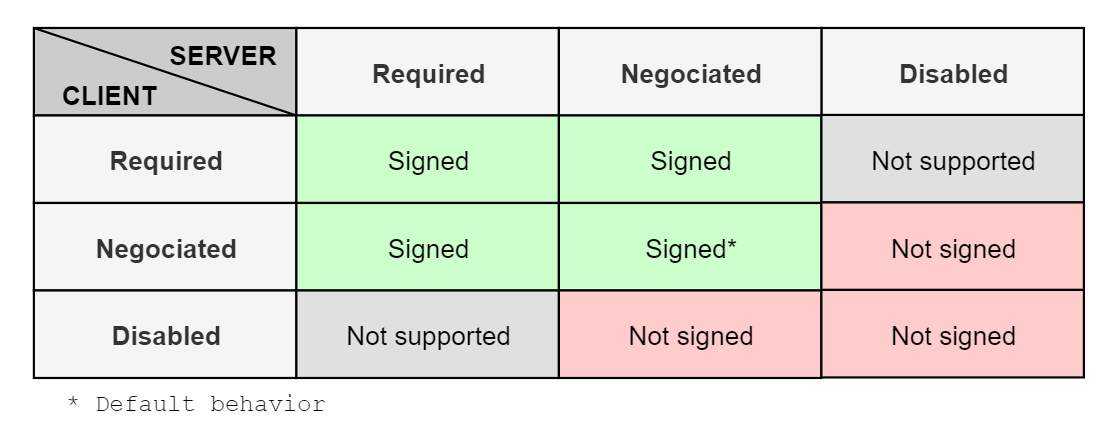 SERVER
CLIENT
Required Negociated Disabled
Required Signed Signed Not supported
Negociated Signed Signed* Not signed
Disabled Not supported Not signed Not signed
* Default behavior